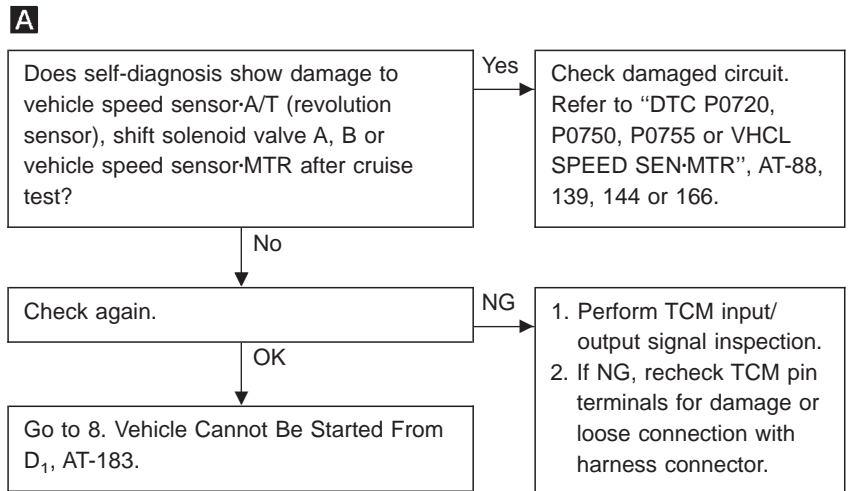 A
Does self-diagnosis show damage to
vehicle speed sensor·A/T (revolution
sensor), shift solenoid valve A, B or
vehicle speed sensor·MTR after cruise
test?
Yes
Check damaged circuit.
Refer to “DTC P0720,
P0750, P0755 or VHCL
SPEED SEN·MTR”, AT-88,
139, 144 or 166.
No
Check again.
NG
1. Perform TCM input/
output signal inspection.
2. If NG, recheck TCM pin
terminals for damage or
loose connection with
harness connector.
OK
Go to 8. Vehicle Cannot Be Started From
D₁, AT-183.